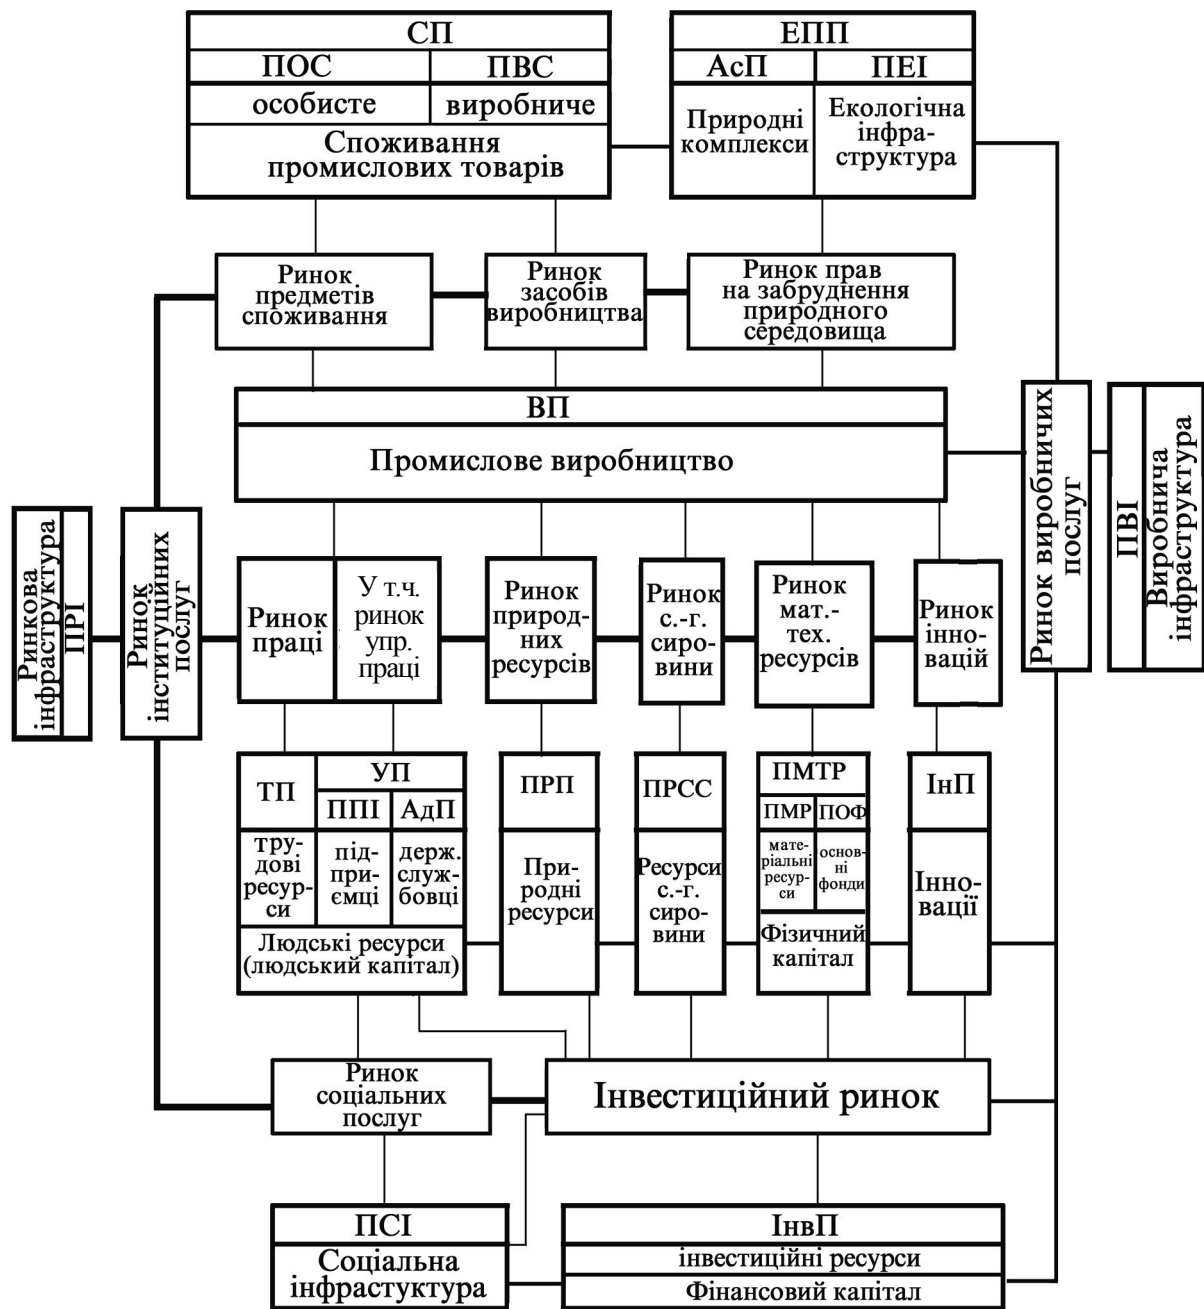 СП
ПОС
ПВС
особисте
виробниче
Споживання
промислових товарів
ЕПП
АсП
ПЕІ
Природні
комплекси
Екологічна
інфра-
структура
Ринок
предметів
споживання
Ринок
засобів
виробництва
Ринок прав
на забруднення
природного
середовища
ВП
Промислове виробництво
Ринкова
інфраструктура
ПРІ
Ринок
інституційних
послуг
Ринок
праці
У т.ч.
ринок
упр.
праці
Ринок
природ-
них
ресурсів
Ринок
с.-г.
сиро-
вини
Ринок
мат.-
тех.
ресурсів
Ринок
інно-
вацій
Ринок виробничих
послуг
ПВІ
Виробнича
інфраструктура
ТП
УП
ППІ
АдП
тру-
дові
ресур-
си
під-
при-
ємці
держ.
служ-
бовці
Людські ресурси
(людський капітал)
ПРП
При-
родні
ресурси
ПРСС
Ресурси
с.-г.
сиро-
вини
ПМТР
ПМР
ПОФ
мате-
ріальні
ресур-
си
основ-
ні
фонди
Фізичний
капітал
ІнП
Інно-
вації
Ринок
соціальних
послуг
Інвестиційний ринок
ПСІ
Соціальна
інфрастуктура
ІнвП
інвестиційні ресурси
Фінансовий капітал